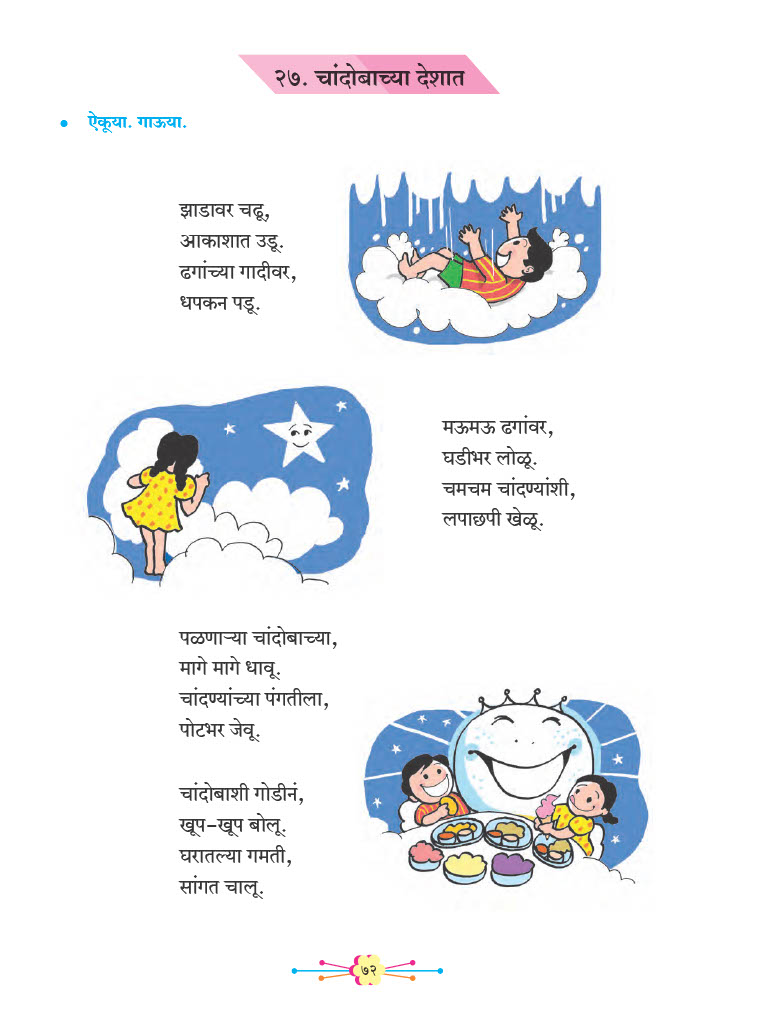 २७. चांदोबाच्या देशात
• ऐकूया. गाऊया.
झाडावर चढू,
आकाशात उडू.
ढगांच्या गादीवर,
धपकन पडू.
मऊमऊ ढगांवर,
घडीभर लोळू.
चमचम चांदण्यांशी,
लपाछपी खेळू.
पळणाऱ्या चांदोबाच्या,
मागे मागे धावू.
चांदण्यांच्या पंगतीला,
पोटभर जेवू.
चांदोबाशी गोडीनं,
खूप-खूप बोलू.
घरातल्या गमती,
सांगत चालू.
७२